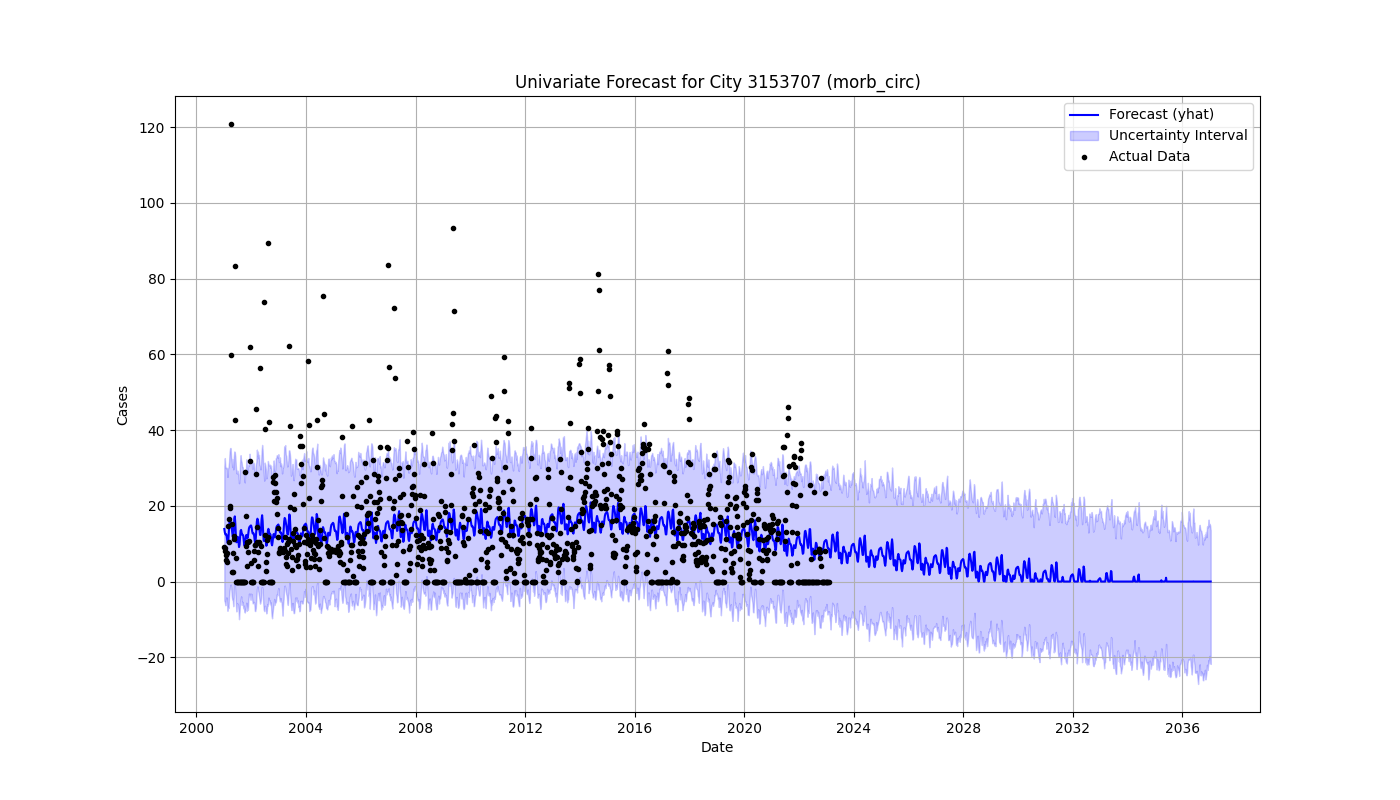 Univariate Forecast for City 3153707 (morb_circ)
Forecast (yhat)
Uncertainty Interval
Actual Data
120
100
80
60
40
20
0
−20
Cases
2000 2004 2008 2012 2016 2020 2024 2028 2032 2036
Date